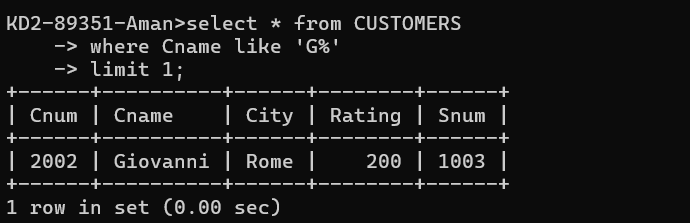 KD2-89351-Aman>select * from CUSTOMERS
    -> where Cname like 'G%'
    -> limit 1;
+------+----------+------+--------+------+
| Cnum | Cname    | City | Rating | Snum |
+------+----------+------+--------+------+
| 2002 | Giovanni | Rome |    200 | 1003 |
+------+----------+------+--------+------+
1 row in set (0.00 sec)